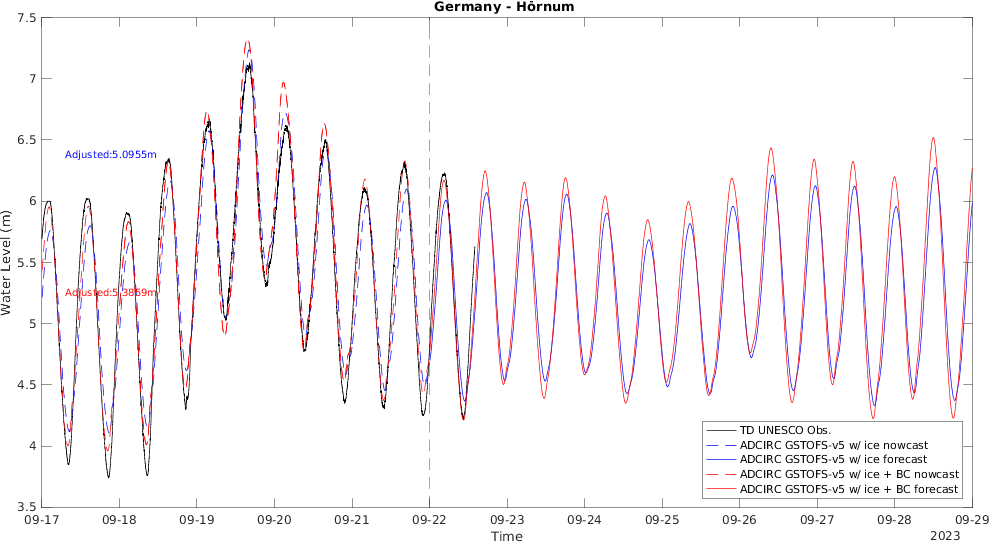 Germany - Hörnum
Water Level (m)
7.5
7
6.5
6
5.5
5
4.5
4
3.5
Adjusted:5.0955m
Adjusted:5.3869m
TD UNESCO Obs.
ADCIRC GSTOFS-v5 w/ ice nowcast
ADCIRC GSTOFS-v5 w/ ice forecast
ADCIRC GSTOFS-v5 w/ ice + BC nowcast
ADCIRC GSTOFS-v5 w/ ice + BC forecast
09-17 09-18 09-19 09-20 09-21 09-22 09-23 09-24 09-25 09-26 09-27 09-28 09-29
Time
2023